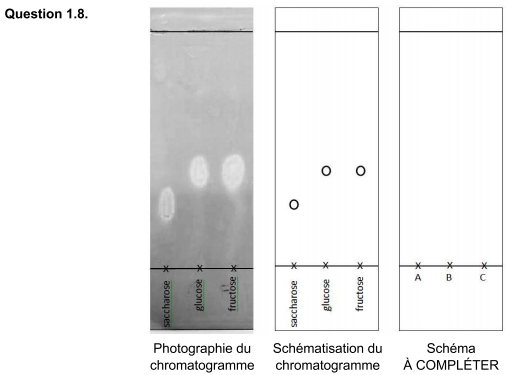 Question 1.8.
saccharose
glucose
fructose
saccharose
glucose
fructose
A B C
Photographie du
chromatogramme
Schématisation du
chromatogramme
Schéma
À COMPLÉTER